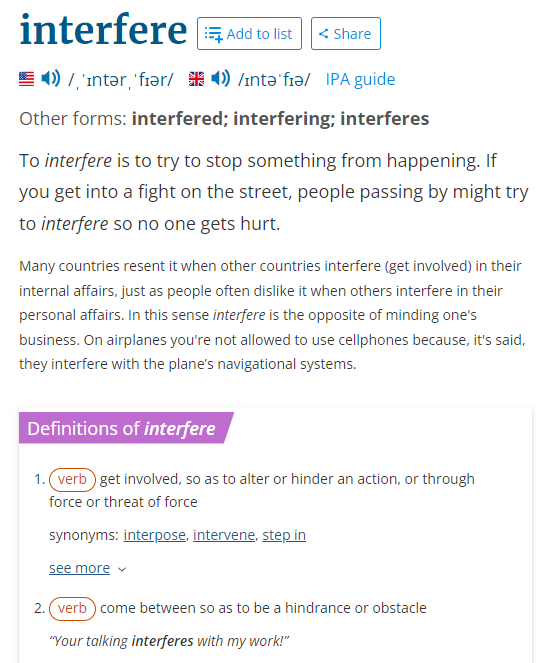 interfere Add to list Share
/ˌˈɪntərˌˈfɪər/ /ɪntəˈfɪə/ IPA guide
Other forms: interfered; interfering; interferes
To interfere is to try to stop something from happening. If
you get into a fight on the street, people passing by might try
to interfere so no one gets hurt.
Many countries resent it when other countries interfere (get involved) in their
internal affairs, just as people often dislike it when others interfere in their
personal affairs. In this sense interfere is the opposite of minding one's
business. On airplanes you're not allowed to use cellphones because, it's said,
they interfere with the plane’s navigational systems.
Definitions of interfere
1. verb get involved, so as to alter or hinder an action, or through
force or threat of force
synonyms: interpose, intervene, step in
see more
2. verb come between so as to be a hindrance or obstacle
“Your talking interferes with my work!”